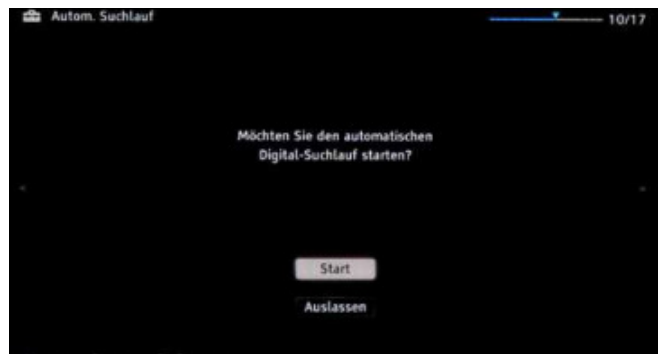 Autom. Suchlauf
10/17
Möchten Sie den automatischen
Digital-Suchlauf starten?
Start
Auslassen